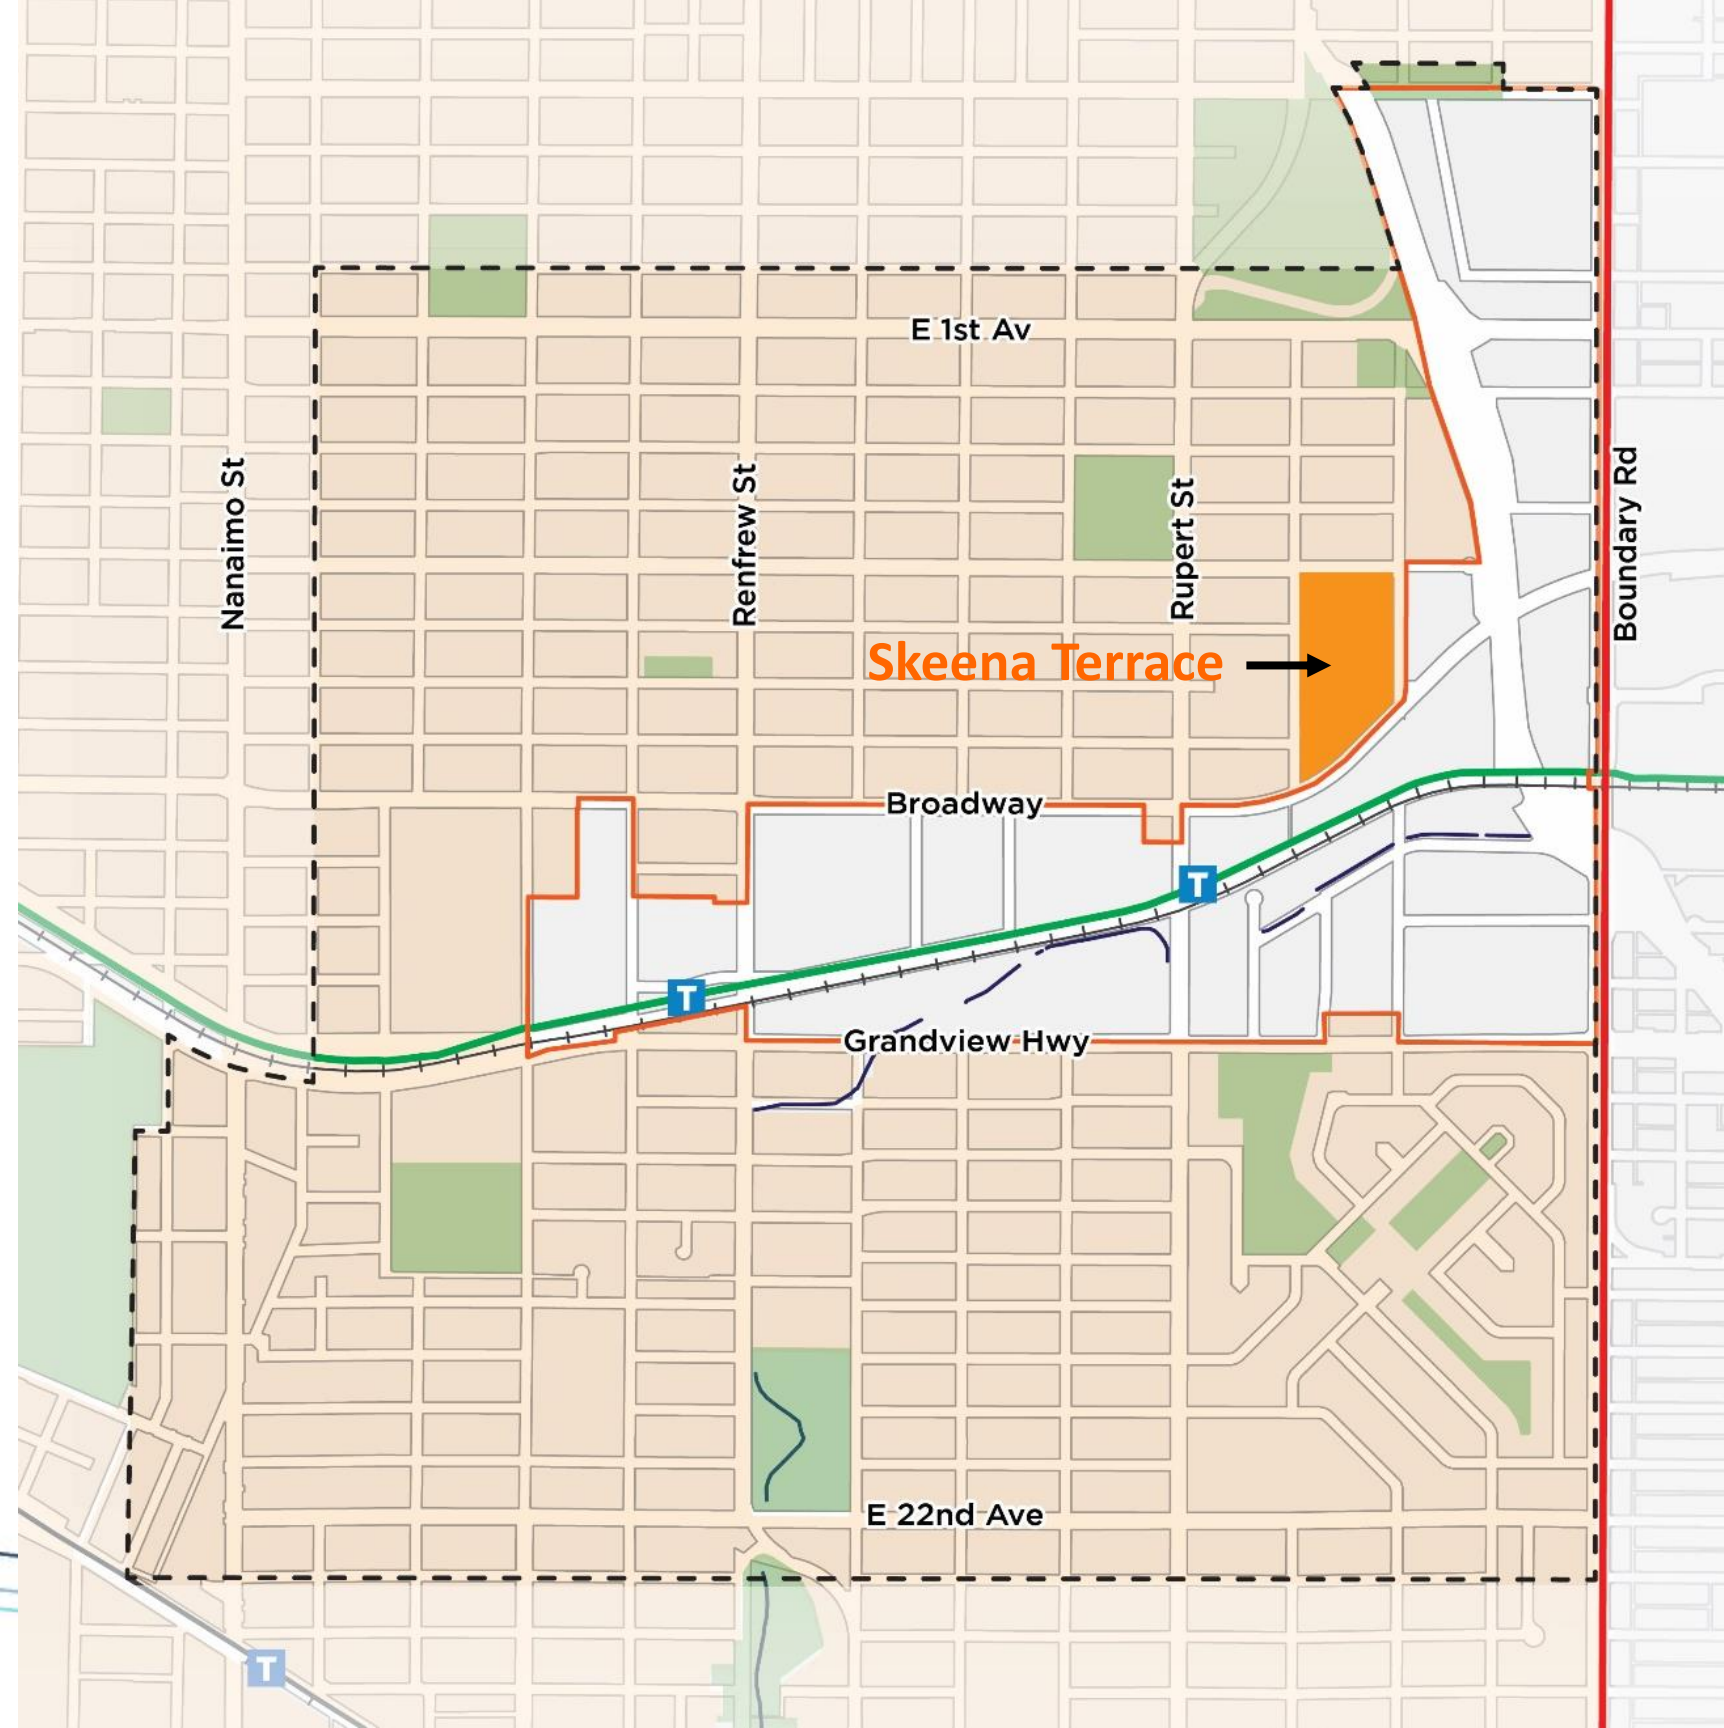 E 1st Av
Nanaimo St
Renfrew St
Rupert St
Boundary Rd
Skeena Terrace
Broadway
T
T
Grandview Hwy
E 22nd Ave
T